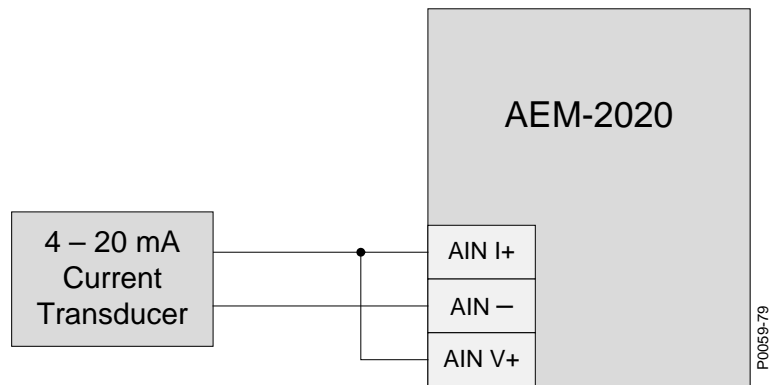 AEM-2020
4 – 20 mA
Current
Transducer
AIN I+
AIN –
AIN V+
P0059-79